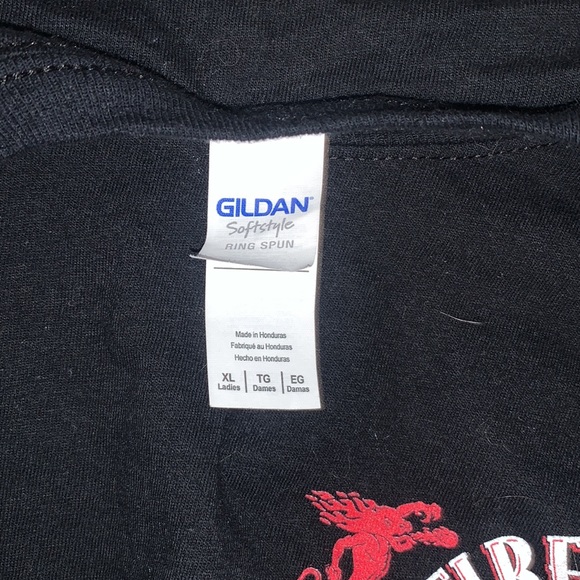 GILDAN
Softstyle
RING SPUN
Made in Honduras
Fabriqué au Honduras
Hecho en Honduras
XL | TG | EG
Ladies | Dames | Damas